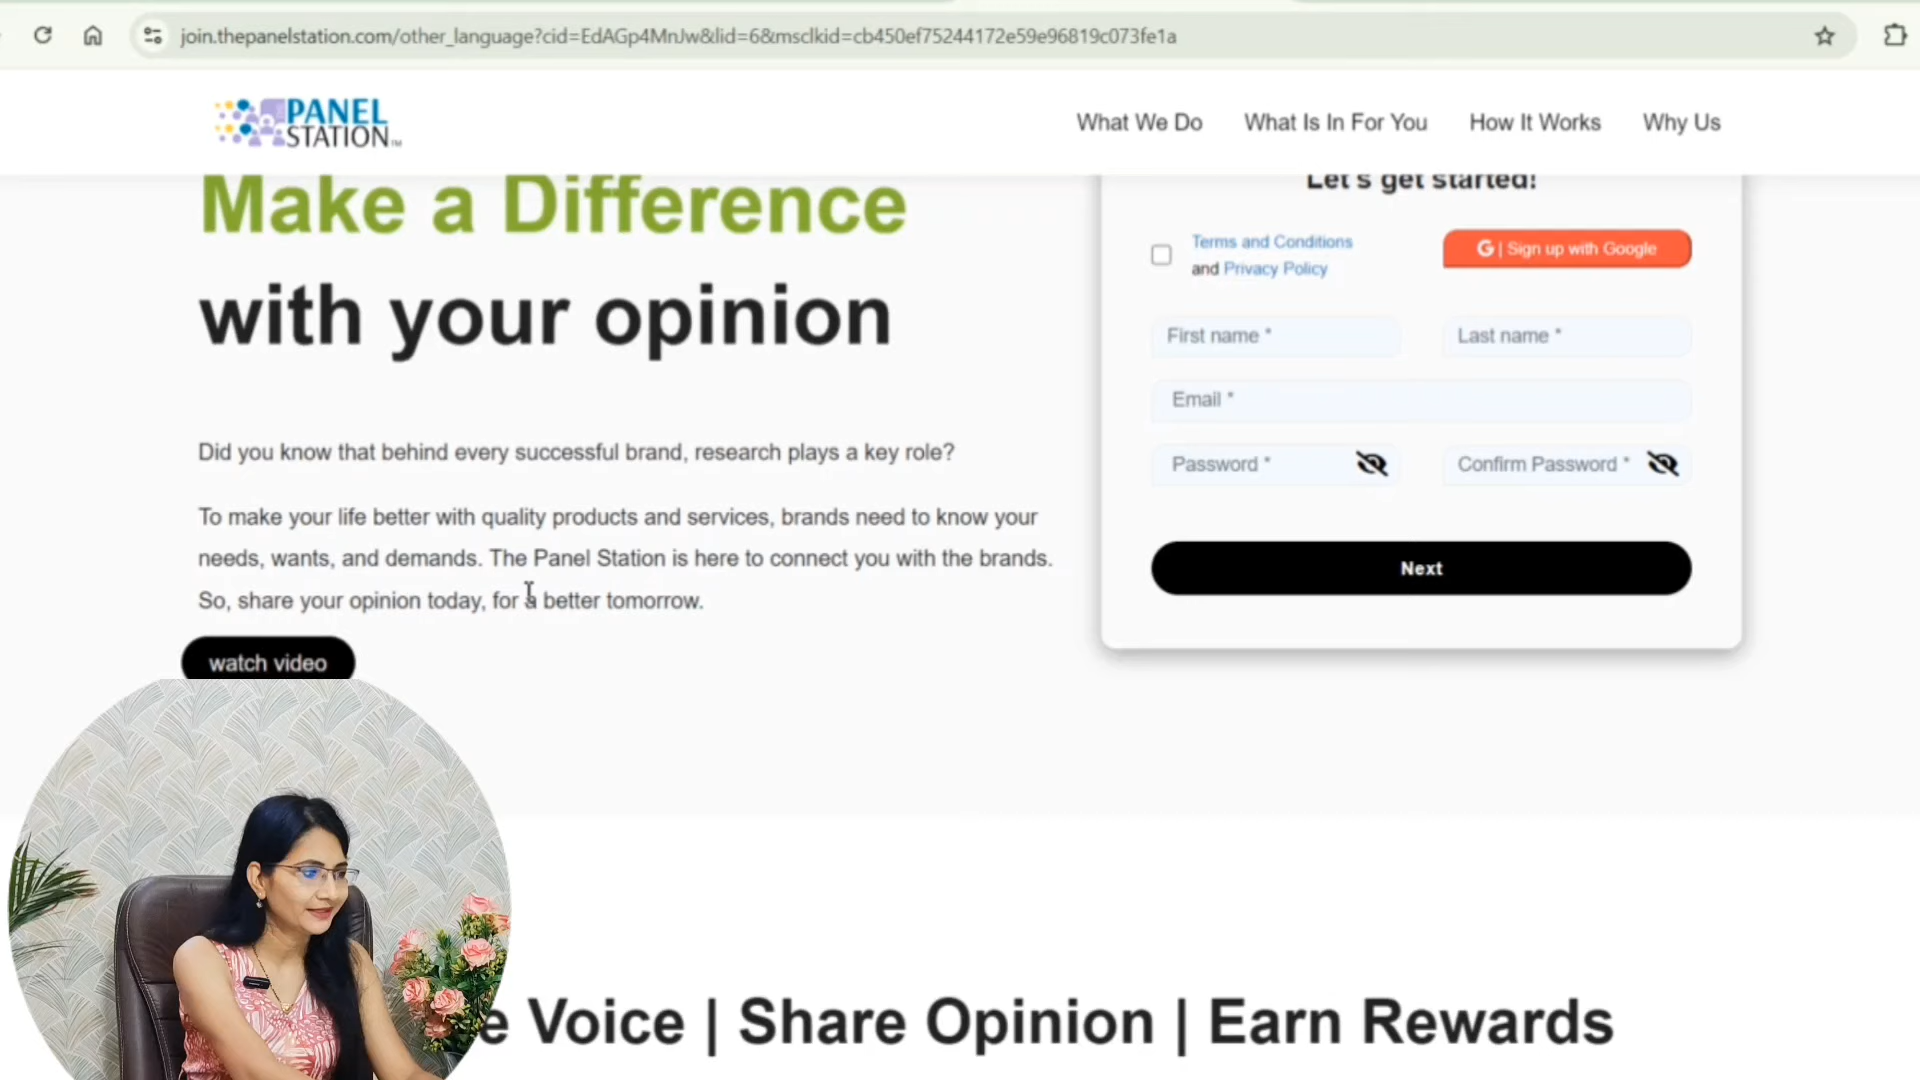 join.thepanelstation.com/other_language?cid=EdAGp4MnJw&lid=6&msclkid=cb450ef75244172e59e96819c073fe1a
PANEL
STATION TM
What We Do
What Is In For You
How It Works
Why Us
Make a Difference
with your opinion
Did you know that behind every successful brand, research plays a key role?
To make your life better with quality products and services, brands need to know your
needs, wants, and demands. The Panel Station is here to connect you with the brands.
So, share your opinion today, for a better tomorrow.
watch video
Let's get started!
Terms and Conditions
and Privacy Policy
G | Sign up with Google
First name *
Last name *
Email *
Password *
Confirm Password *
Next
e Voice | Share Opinion | Earn Rewards